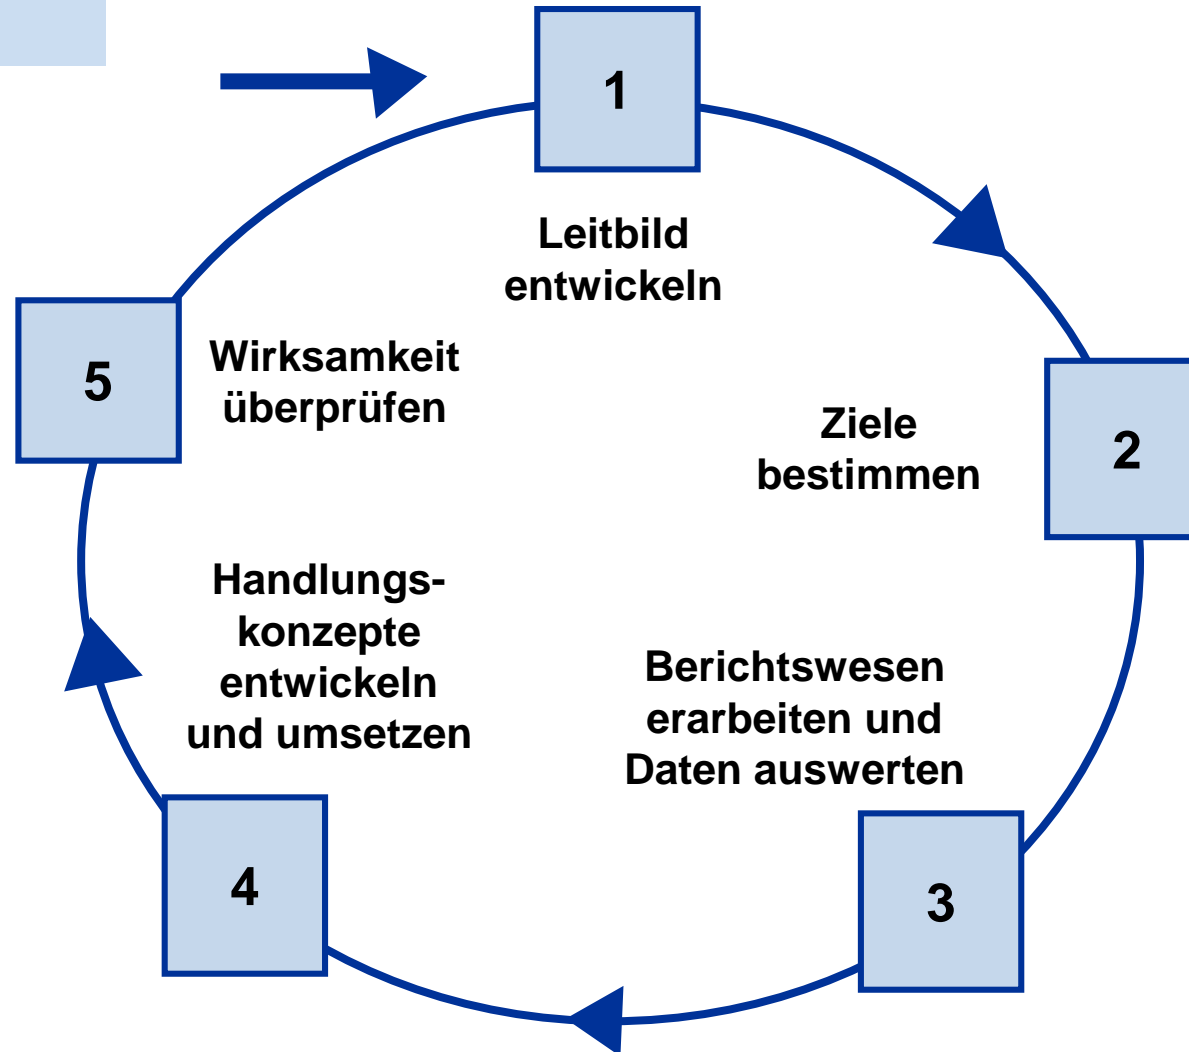 1
Leitbild
entwickeln
2
Ziele
bestimmen
3
Berichtswesen
erarbeiten und
Daten auswerten
4
Handlungs-
konzepte
entwickeln
und umsetzen
5
Wirksamkeit
überprüfen